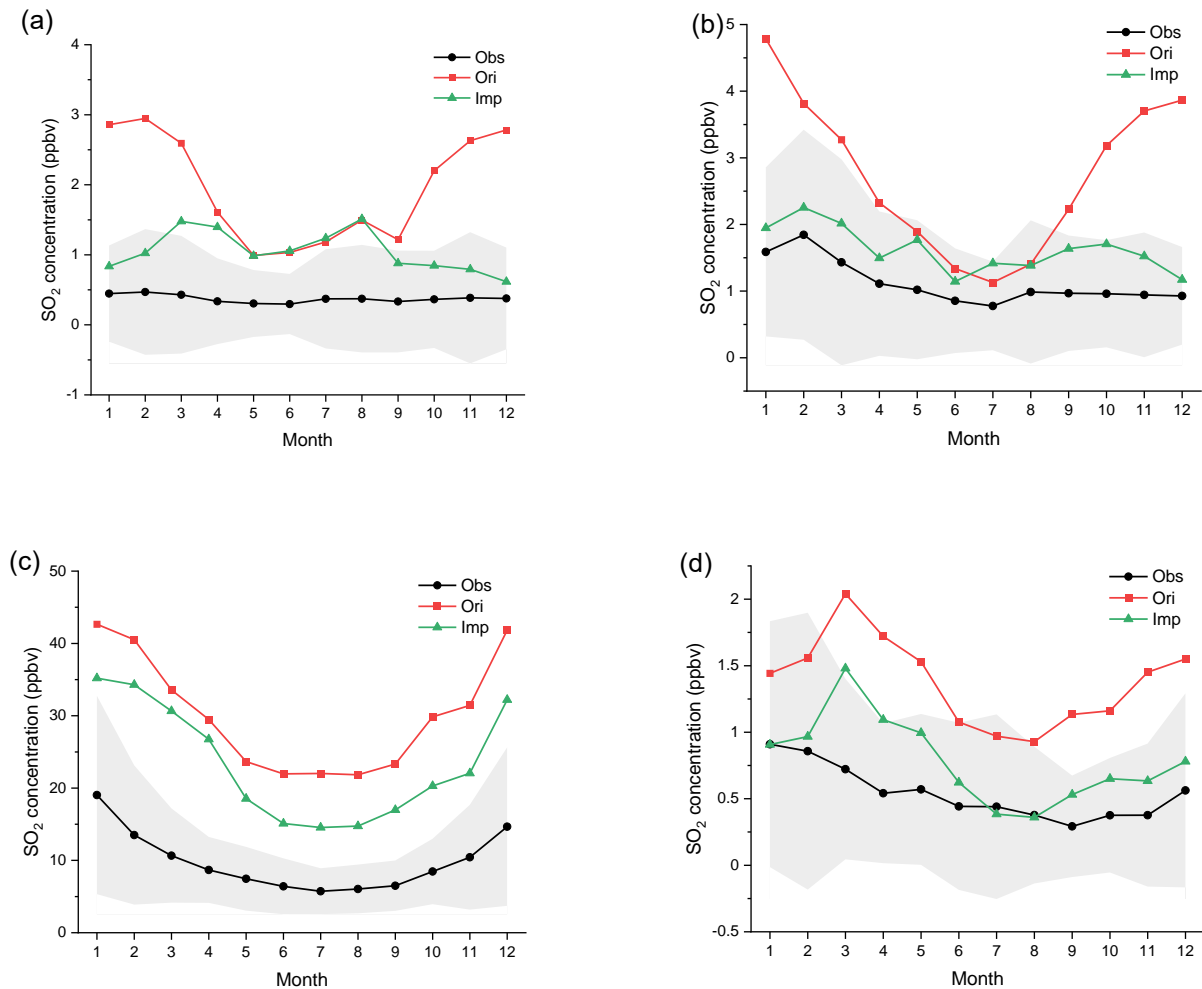 (a)
4
3
2
1
0
-1
SO2 concentration (ppbv)
Obs
Ori
Imp
1 2 3 4 5 6 7 8 9 10 11 12
Month
(b)
5
4
3
2
1
0
SO2 concentration (ppbv)
Obs
Ori
Imp
1 2 3 4 5 6 7 8 9 10 11 12
Month
(c)
50
40
30
20
10
0
SO2 concentration (ppbv)
Obs
Ori
Imp
1 2 3 4 5 6 7 8 9 10 11 12
Month
(d)
2
1.5
1
0.5
0
-0.5
SO2 concentration (ppbv)
Obs
Ori
Imp
1 2 3 4 5 6 7 8 9 10 11 12
Month